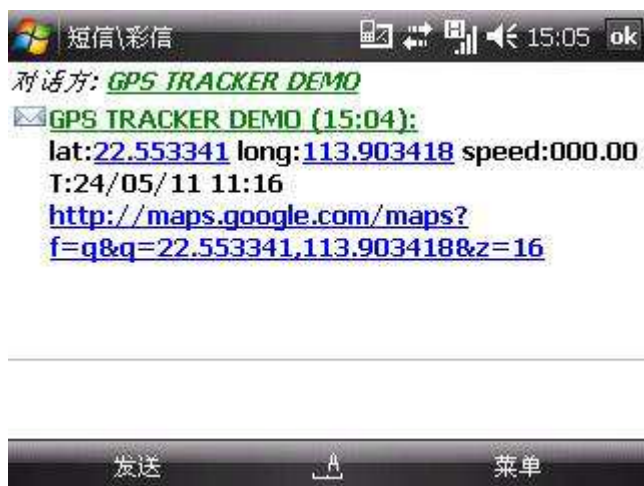 短信\彩信 15:05 ok
对话方: GPS TRACKER DEMO
GPS TRACKER DEMO (15:04):
lat:22.553341 long:113.903418 speed:000.00
T:24/05/11 11:16
http://maps.google.com/maps?
f=q&q=22.553341,113.903418&z=16
发送 菜单